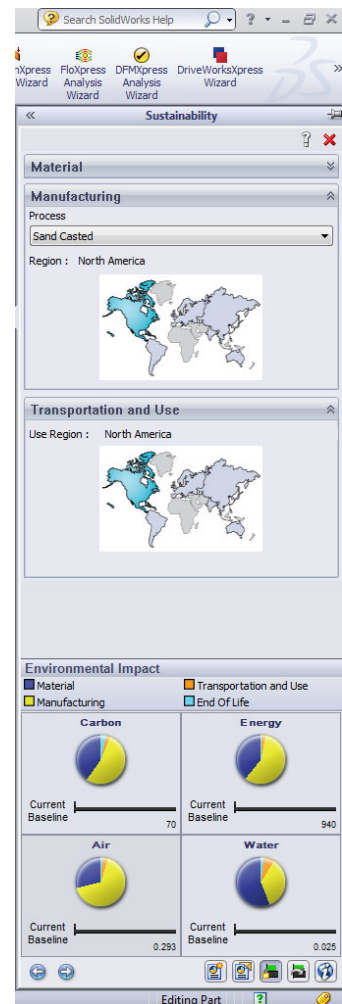 Search SolidWorks Help
nXpress FloXpress DFMXpress DriveWorksXpress
Wizard Analysis Analysis Wizard
Wizard Wizard
Sustainability
Material
Manufacturing
Process
Sand Casted
Region : North America
Transportation and Use
Use Region : North America
Environmental Impact
Material Transportation and Use
Manufacturing End Of Life
Carbon Energy
Current Current
Baseline 70 Baseline 940
Air Water
Current Current
Baseline 0.293 Baseline 0.025
Editing Part